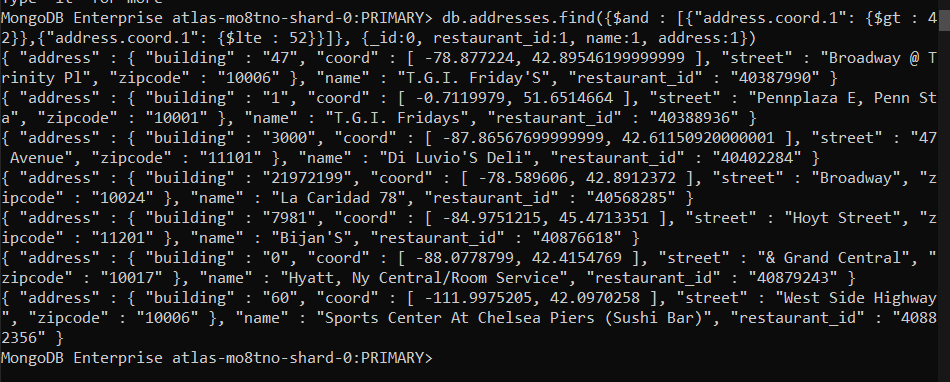 MongoDB Enterprise atlas-mo8tno-shard-0:PRIMARY> db.addresses.find({$and : [{"address.coord.1": {$gt : 4
2}},{"address.coord.1": {$lte : 52}}]}, {_id:0, restaurant_id:1, name:1, address:1})
{ "address" : { "building" : "47", "coord" : [ -78.877224, 42.89546199999999 ], "street" : "Broadway @ T
rinity Pl", "zipcode" : "10006" }, "name" : "T.G.I. Friday'S", "restaurant_id" : "40387990" }
{ "address" : { "building" : "1", "coord" : [ -0.7119979, 51.6514664 ], "street" : "Pennplaza E, Penn St
a", "zipcode" : "10001" }, "name" : "T.G.I. Fridays", "restaurant_id" : "40388936" }
{ "address" : { "building" : "3000", "coord" : [ -87.86567699999999, 42.61150920000001 ], "street" : "47
 Avenue", "zipcode" : "11101" }, "name" : "Di Luvio'S Deli", "restaurant_id" : "40402284" }
{ "address" : { "building" : "21972199", "coord" : [ -78.589606, 42.8912372 ], "street" : "Broadway", "z
ipcode" : "10024" }, "name" : "La Caridad 78", "restaurant_id" : "40568285" }
{ "address" : { "building" : "7981", "coord" : [ -84.9751215, 45.4713351 ], "street" : "Hoyt Street", "z
ipcode" : "11201" }, "name" : "Bijan'S", "restaurant_id" : "40876618" }
{ "address" : { "building" : "0", "coord" : [ -88.0778799, 42.4154769 ], "street" : "& Grand Central", "
zipcode" : "10017" }, "name" : "Hyatt, Ny Central/Room Service", "restaurant_id" : "40879243" }
{ "address" : { "building" : "60", "coord" : [ -111.9975205, 42.0970258 ], "street" : "West Side Highway
", "zipcode" : "10006" }, "name" : "Sports Center At Chelsea Piers (Sushi Bar)", "restaurant_id" : "4088
2356" }
MongoDB Enterprise atlas-mo8tno-shard-0:PRIMARY>